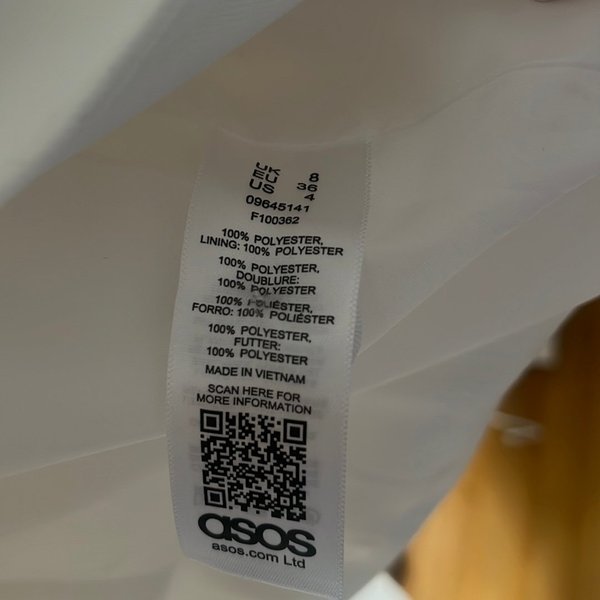 UK 8
EU 36
US 4
09645141
F100362
100% POLYESTER,
LINING: 100% POLYESTER
100% POLYESTER,
DOUBLURE:
100% POLYESTER
100% POLIÉSTER,
FORRO: 100% POLIÉSTER
100% POLYESTER,
FUTTER:
100% POLYESTER
MADE IN VIETNAM
SCAN HERE FOR
MORE INFORMATION
asos
asos.com Ltd